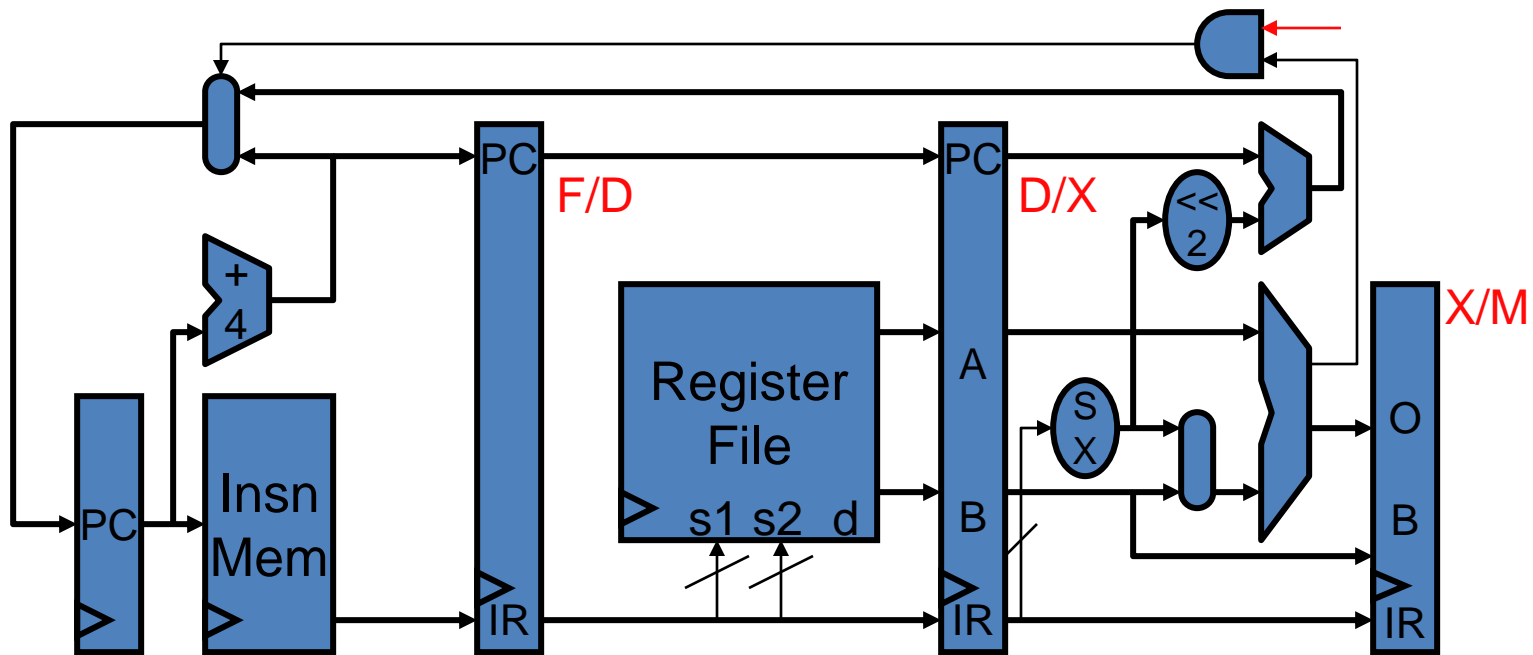 PC
F/D
PC
D/X
<<
2
+
4
X/M
Register
File
A
S
X
O
Insn
Mem
PC
s1 s2 d
B
B
IR
IR
IR